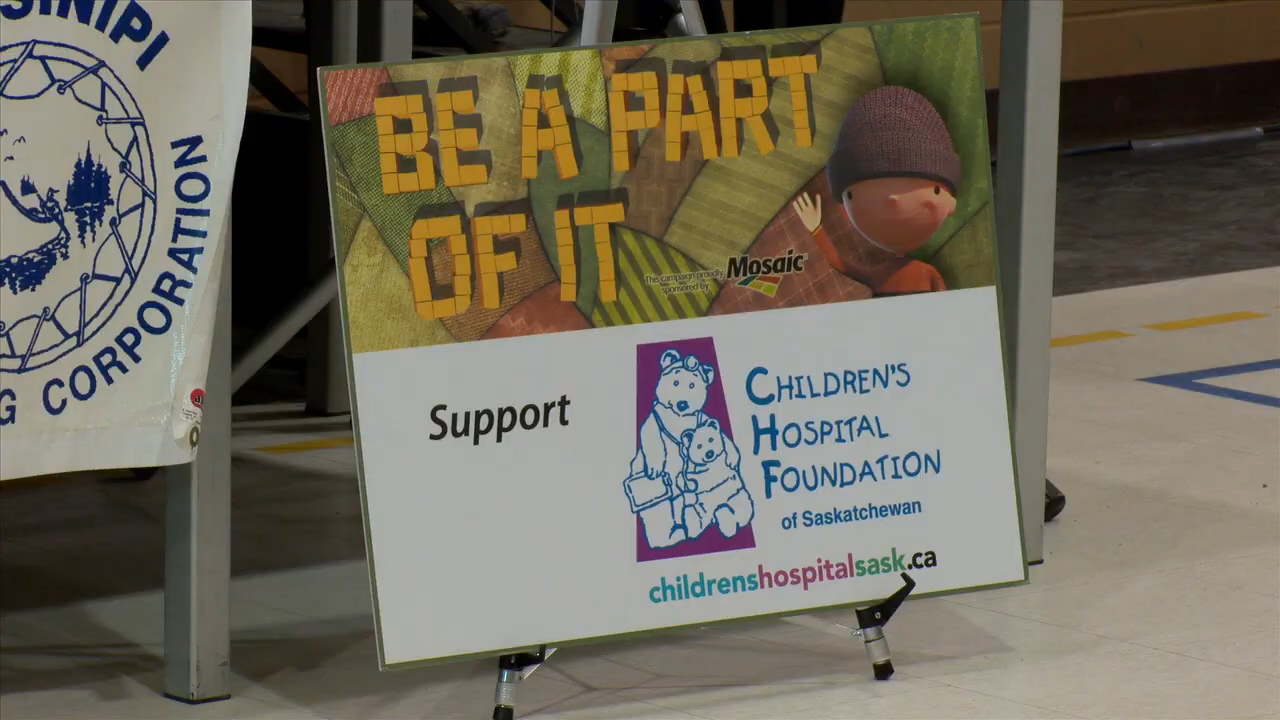 SINIPI
G CORPORATION
BE A PART
OF IT
This campaign proudly
sponsored by
Mosaic
Support
CHILDREN'S
HOSPITAL
FOUNDATION
of Saskatchewan
childrenshospitalsask.ca